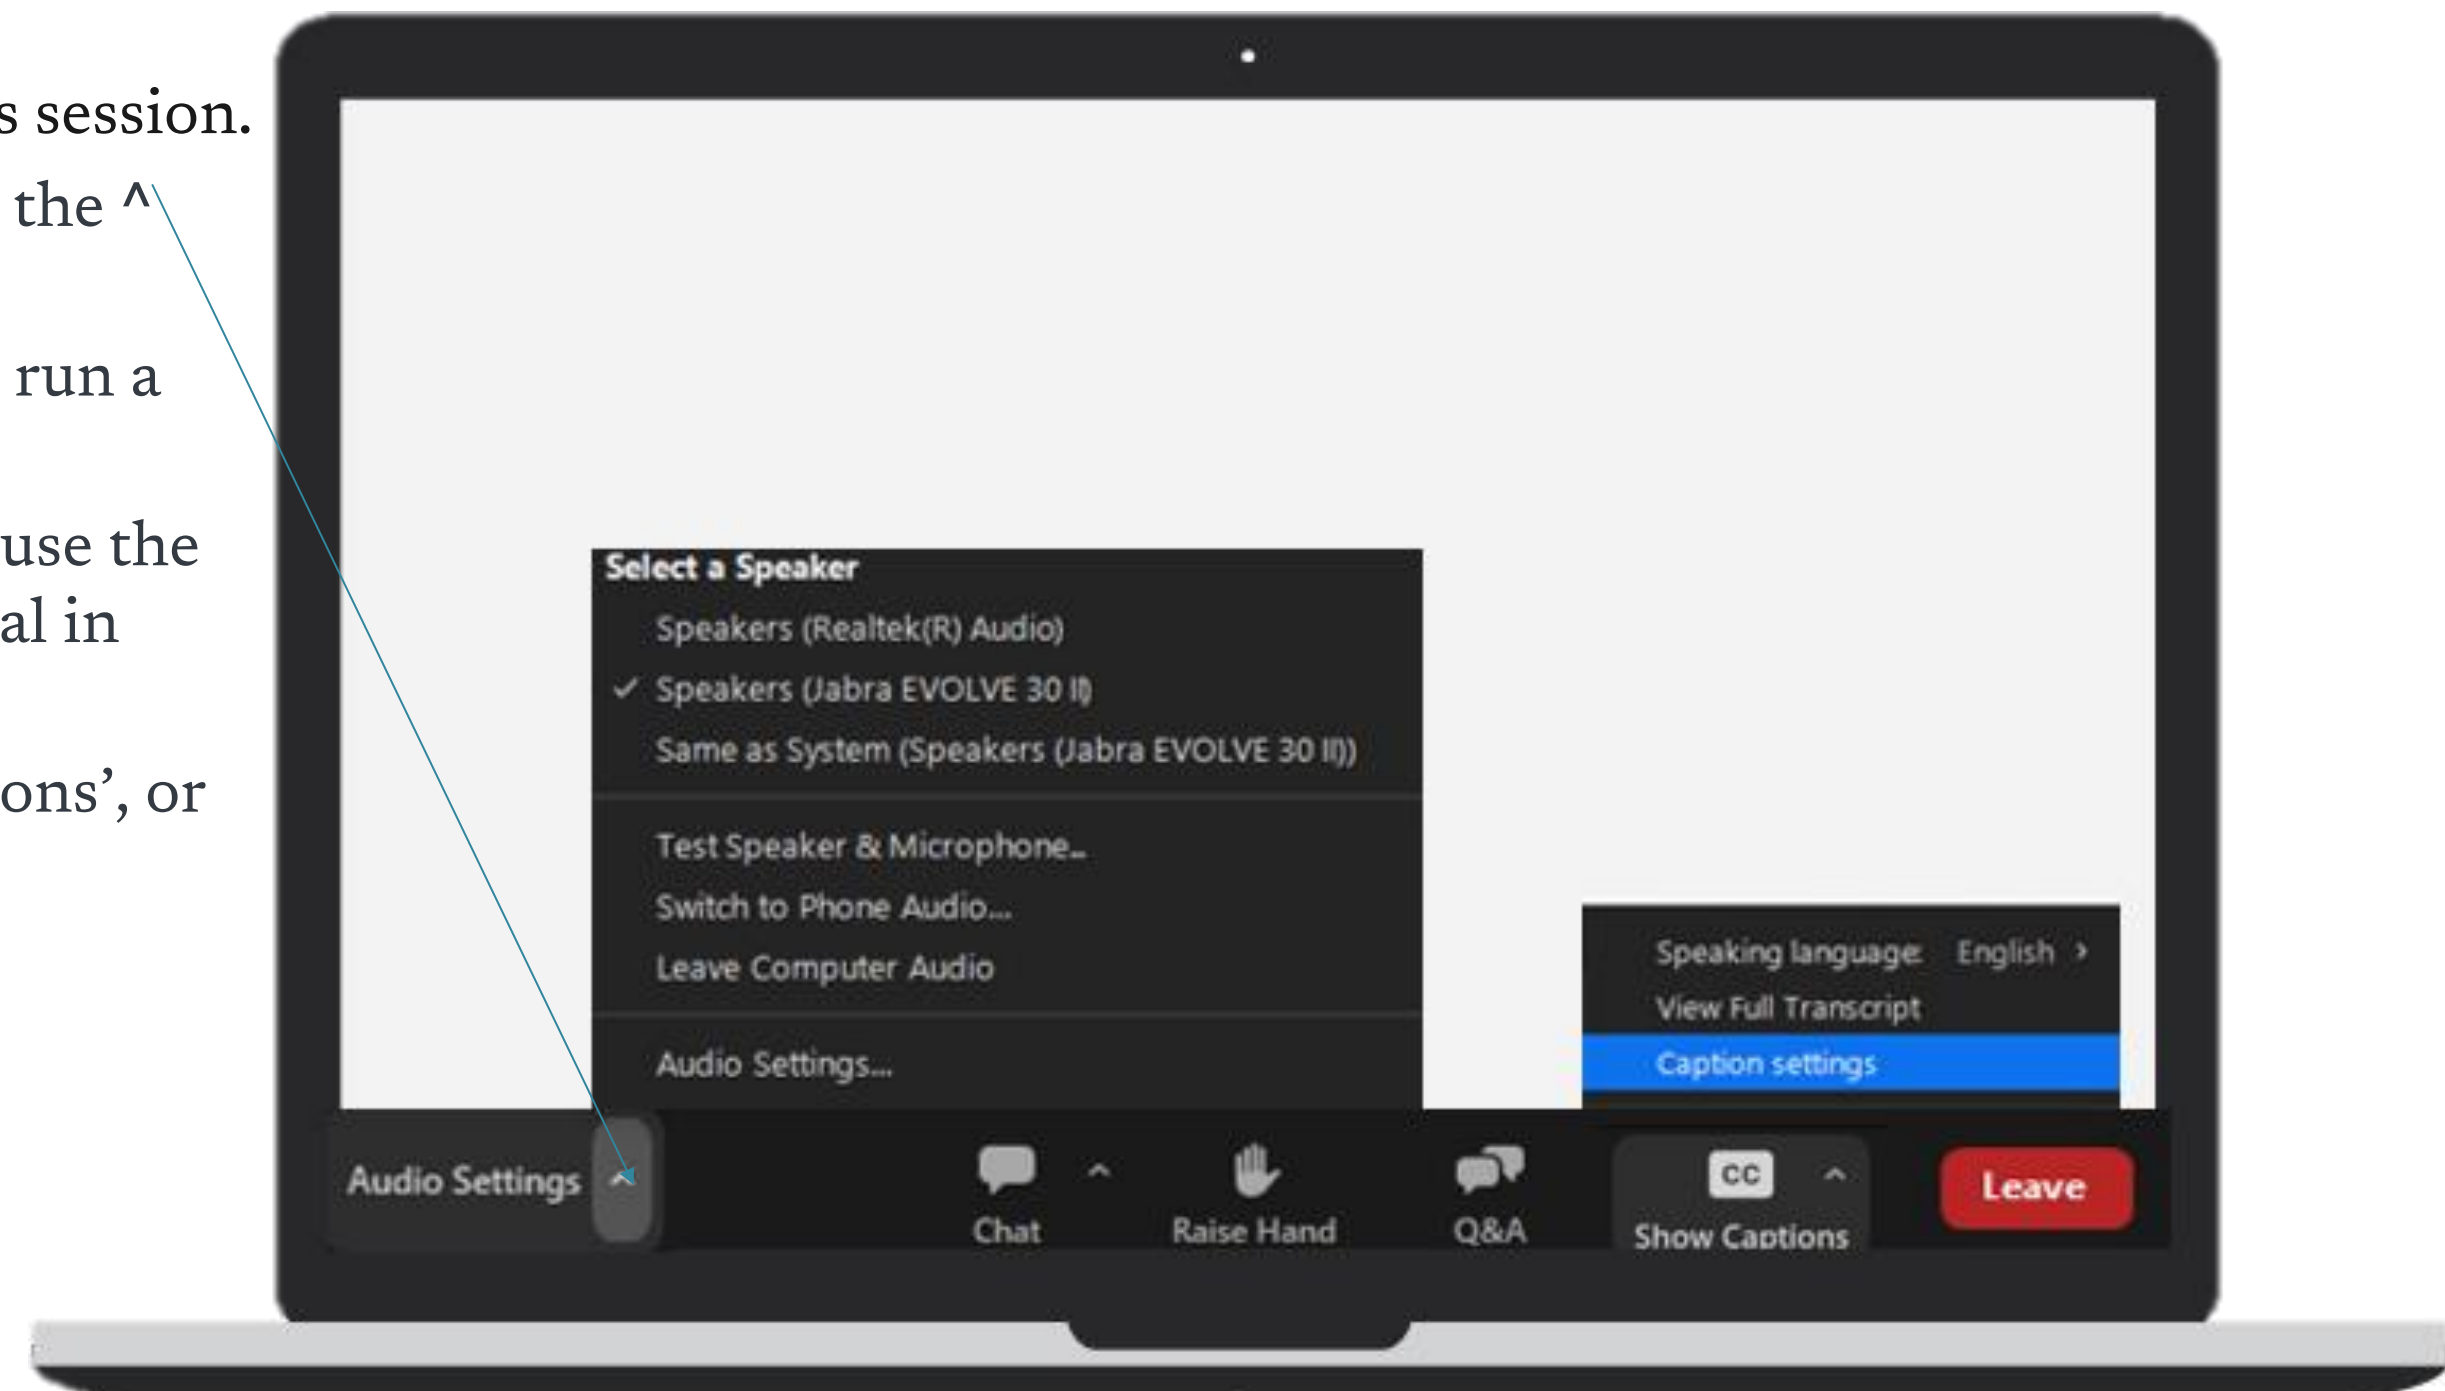 s session.
the ^
run a
use the
al in
ons’, or
Select a Speaker
Speakers (Realtek(R) Audio)
Speakers (Jabra EVOLVE 30 II)
Same as System (Speakers (Jabra EVOLVE 30 II))
Test Speaker & Microphone...
Switch to Phone Audio...
Leave Computer Audio
Audio Settings...
Speaking language: English >
View Full Transcript
Caption settings
Audio Settings ^
Chat ^
Raise Hand
Q&A
CC ^
Show Captions
Leave